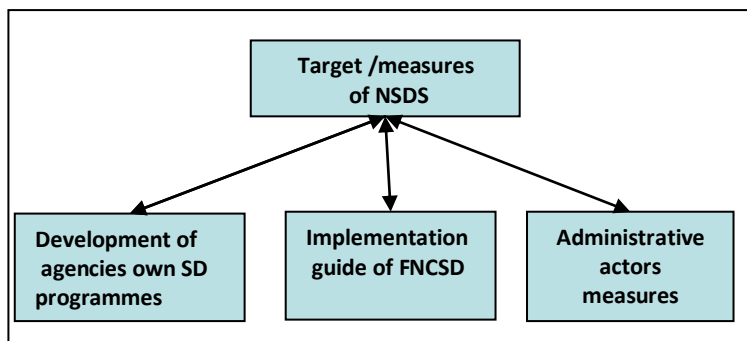 Target /measures
of NSDS
Development of
agencies own SD
programmes
Implementation
guide of FNCSD
Administrative
actors
measures